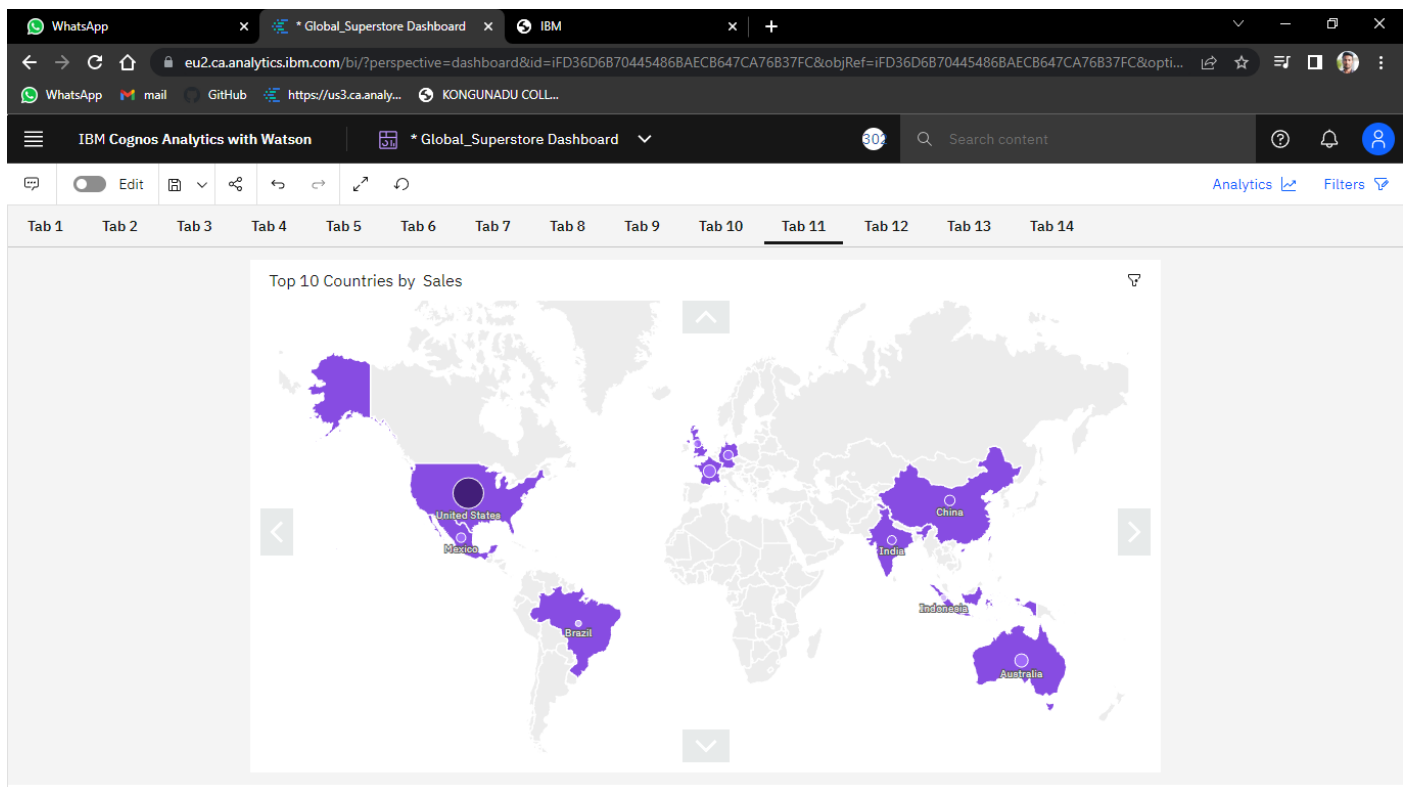 WhatsApp
* Global_Superstore Dashboard
IBM
eu2.ca.analytics.ibm.com/bi/?perspective=dashboard&id=iFD36D6B70445486BAECB647CA76B37FC&objRef=iFD36D6B70445486BAECB647CA76B37FC&opti...
WhatsApp
mail
GitHub
https://us3.ca.analy...
KONGUNADU COLL...
IBM Cognos Analytics with Watson
* Global_Superstore Dashboard
302
Search content
Edit
Analytics
Filters
Tab 1
Tab 2
Tab 3
Tab 4
Tab 5
Tab 6
Tab 7
Tab 8
Tab 9
Tab 10
Tab 11
Tab 12
Tab 13
Tab 14
Top 10 Countries by Sales
United States
China
Mexico
India
Indonesia
Brazil
Australia